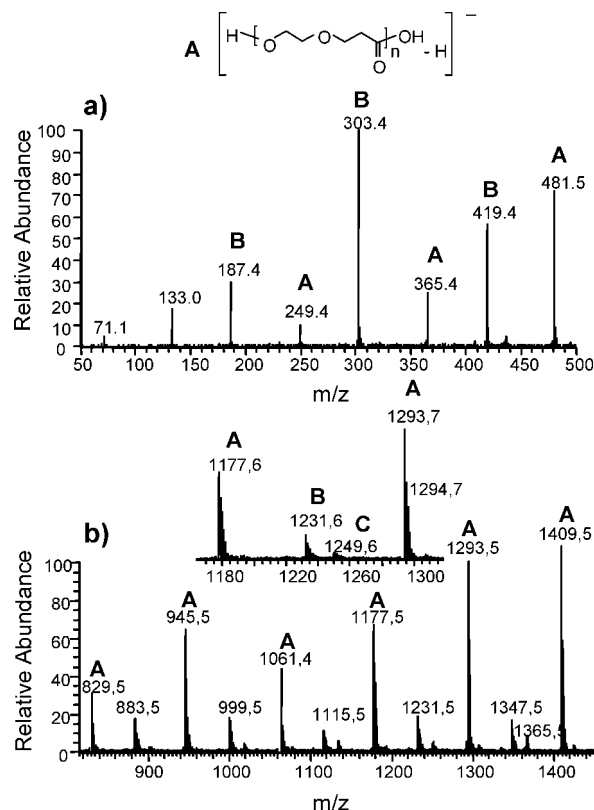 A
H
O
O
O
n
OH
- H
−
a)
B
303.4
A
481.5
B
419.4
B
187.4
A
365.4
A
249.4
133.0
71.1
Relative Abundance
100
90
80
70
60
50
40
30
20
10
0
50 100 150 200 250 300 350 400 450 500
m/z
b)
A
1293,7
1294,7
A
1177,6
B
1231,6
C
1249,6
1180 1220 1260 1300
A
1409,5
A
1293,5
A
1177,5
A
945,5
A
1061,4
A
829,5
883,5
999,5
1115,5
1231,5
1347,5
1365,5
Relative Abundance
100
80
60
40
20
0
900 1000 1100 1200 1300 1400
m/z